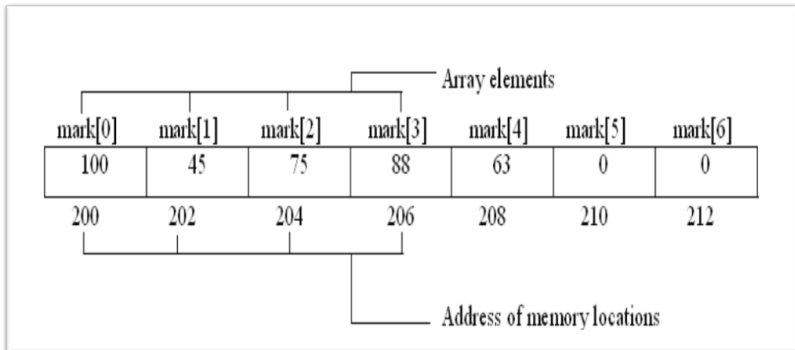 Array elements
mark[0] mark[1] mark[2] mark[3] mark[4] mark[5] mark[6]
100 45 75 88 63 0 0
200 202 204 206 208 210 212
Address of memory locations